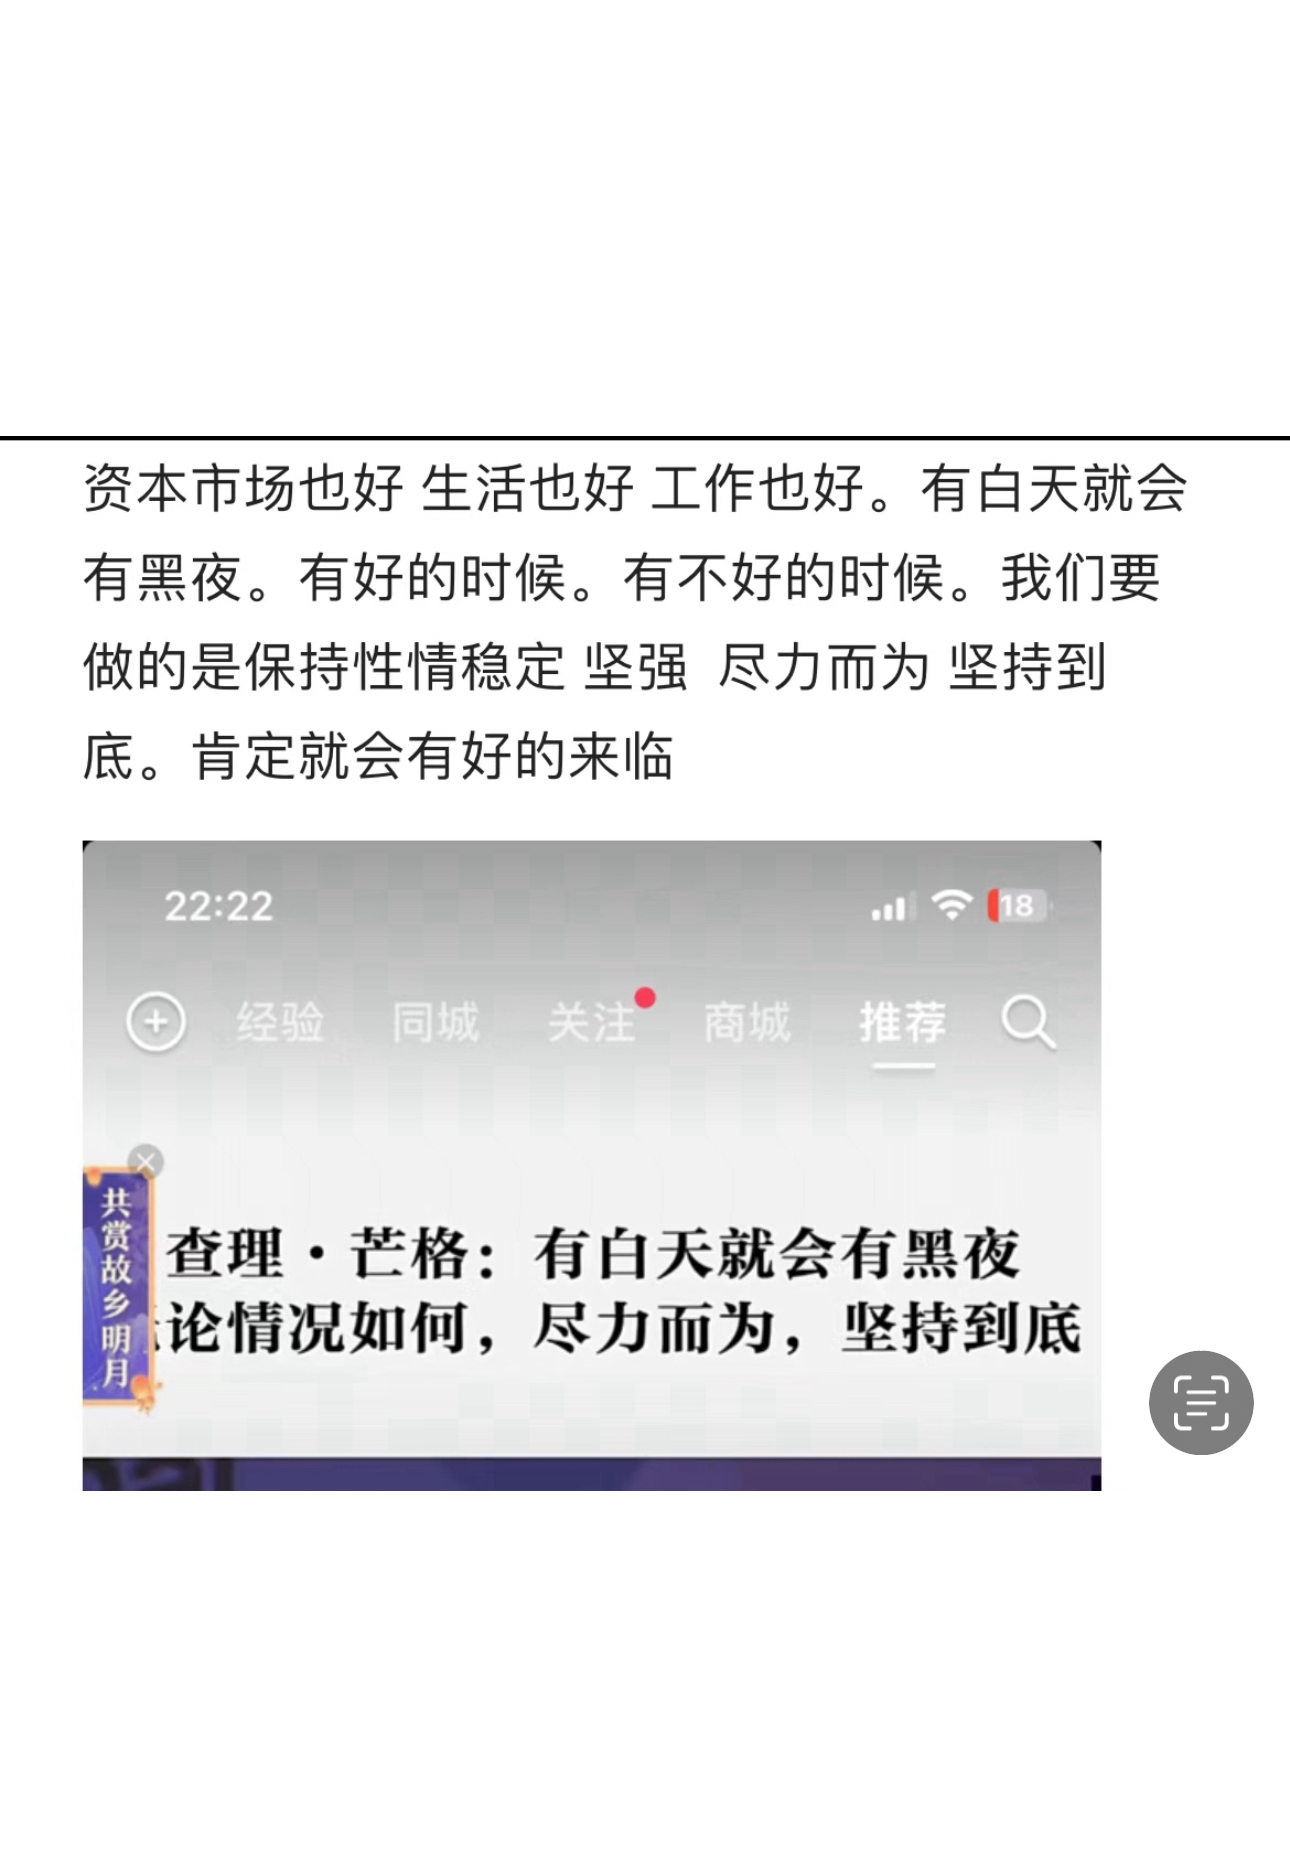 资本市场也好 生活也好 工作也好。有白天就会
有黑夜。有好的时候。有不好的时候。我们要
做的是保持性情稳定 坚强  尽力而为 坚持到
底。肯定就会有好的来临
22:22
18
经验 同城 关注 商城 推荐
共赏故乡明月
查理·芒格：有白天就会有黑夜
论情况如何，尽力而为，坚持到底